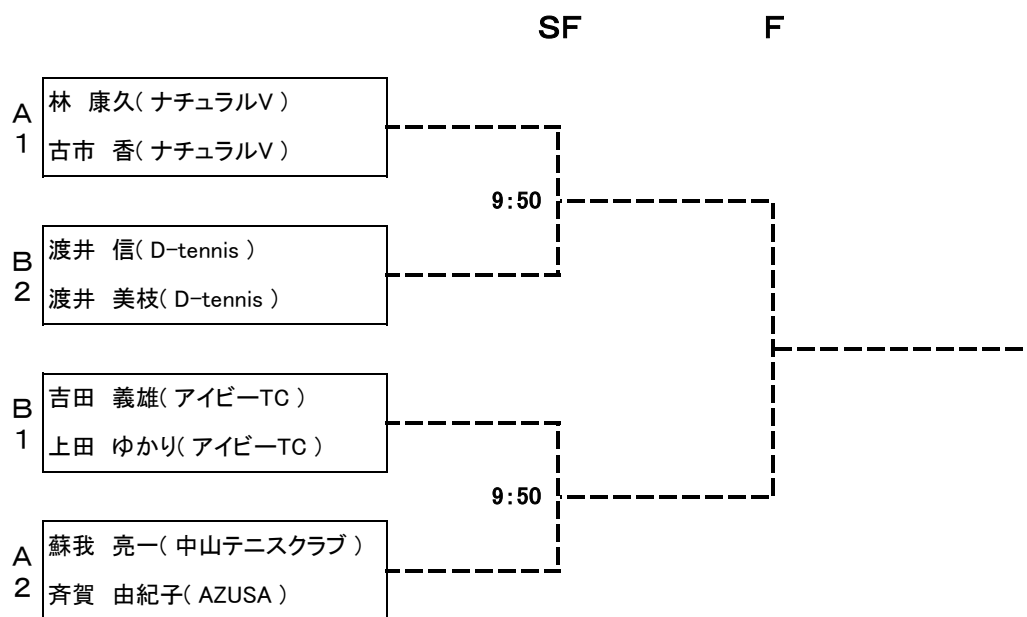 SF F
A
1
林 康久( ナチュラルV )
古市 香( ナチュラルV )
9:50
B
2
渡井 信( D-tennis )
渡井 美枝( D-tennis )
B
1
吉田 義雄( アイビーTC )
上田 ゆかり( アイビーTC )
9:50
A
2
蘇我 亮一( 中山テニスクラブ )
斉賀 由紀子( AZUSA )